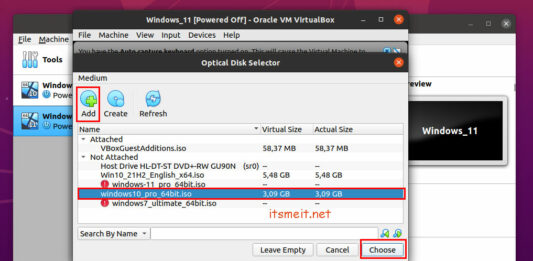 Windows_11 [Powered Off] - Oracle VM VirtualBox
File Machine View Input Devices Help
You have the Auto capture keyboard option turned on. This will cause the Virtual Machine to
File Machine
Tools
Window
Powe
Window
Powe
Optical Disk Selector
Medium
Add Create Refresh
Name Virtual Size Actual Size
Attached
VBoxGuestAdditions.iso 58,37 MB 58,37 MB
Not Attached
Host Drive HL-DT-ST DVD+-RW GU90N (sr0) -- --
Win10_21H2_English_x64.iso 5,48 GB 5,48 GB
windows-11_pro_64bit.iso -- --
windows10_pro_64bit.iso 3,09 GB 3,09 GB
windows7_ultimate_64bit.iso -- --
itsmeit.net
Search By Name
Leave Empty Cancel Choose
review
Windows_11